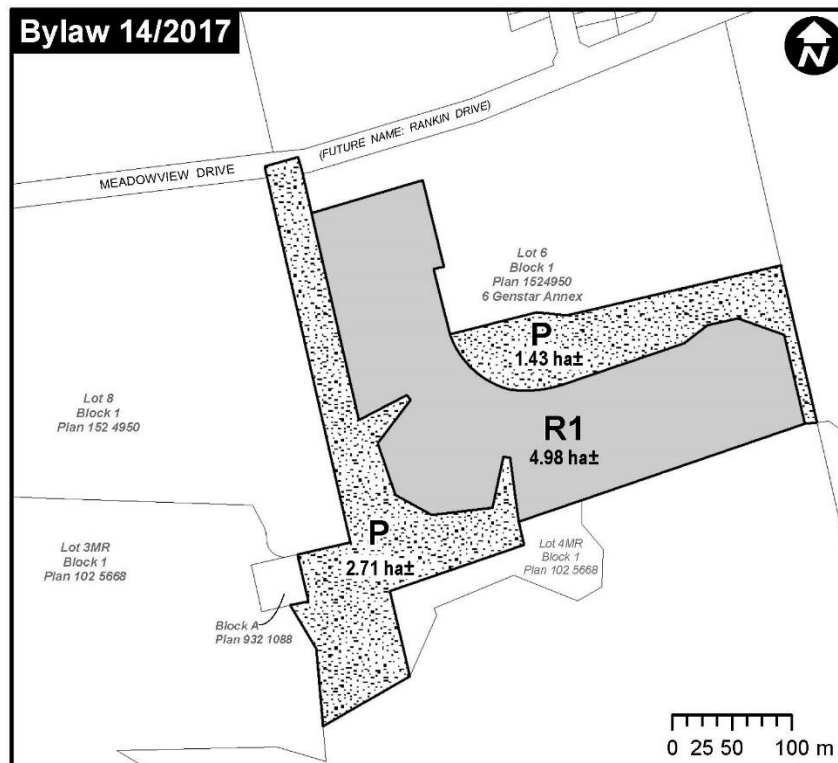 Bylaw 14/2017
N
(FUTURE NAME: RANKIN DRIVE)
MEADOWVIEW DRIVE
Lot 6
Block 1
Plan 1524950
6 Genstar Annex
P
1.43 ha±
Lot 8
Block 1
Plan 152 4950
R1
4.98 ha±
P
2.71 ha±
Lot 3MR
Block 1
Plan 102 5668
Lot 4MR
Block 1
Plan 102 5668
Block A
Plan 932 1088
0 25 50 100 m